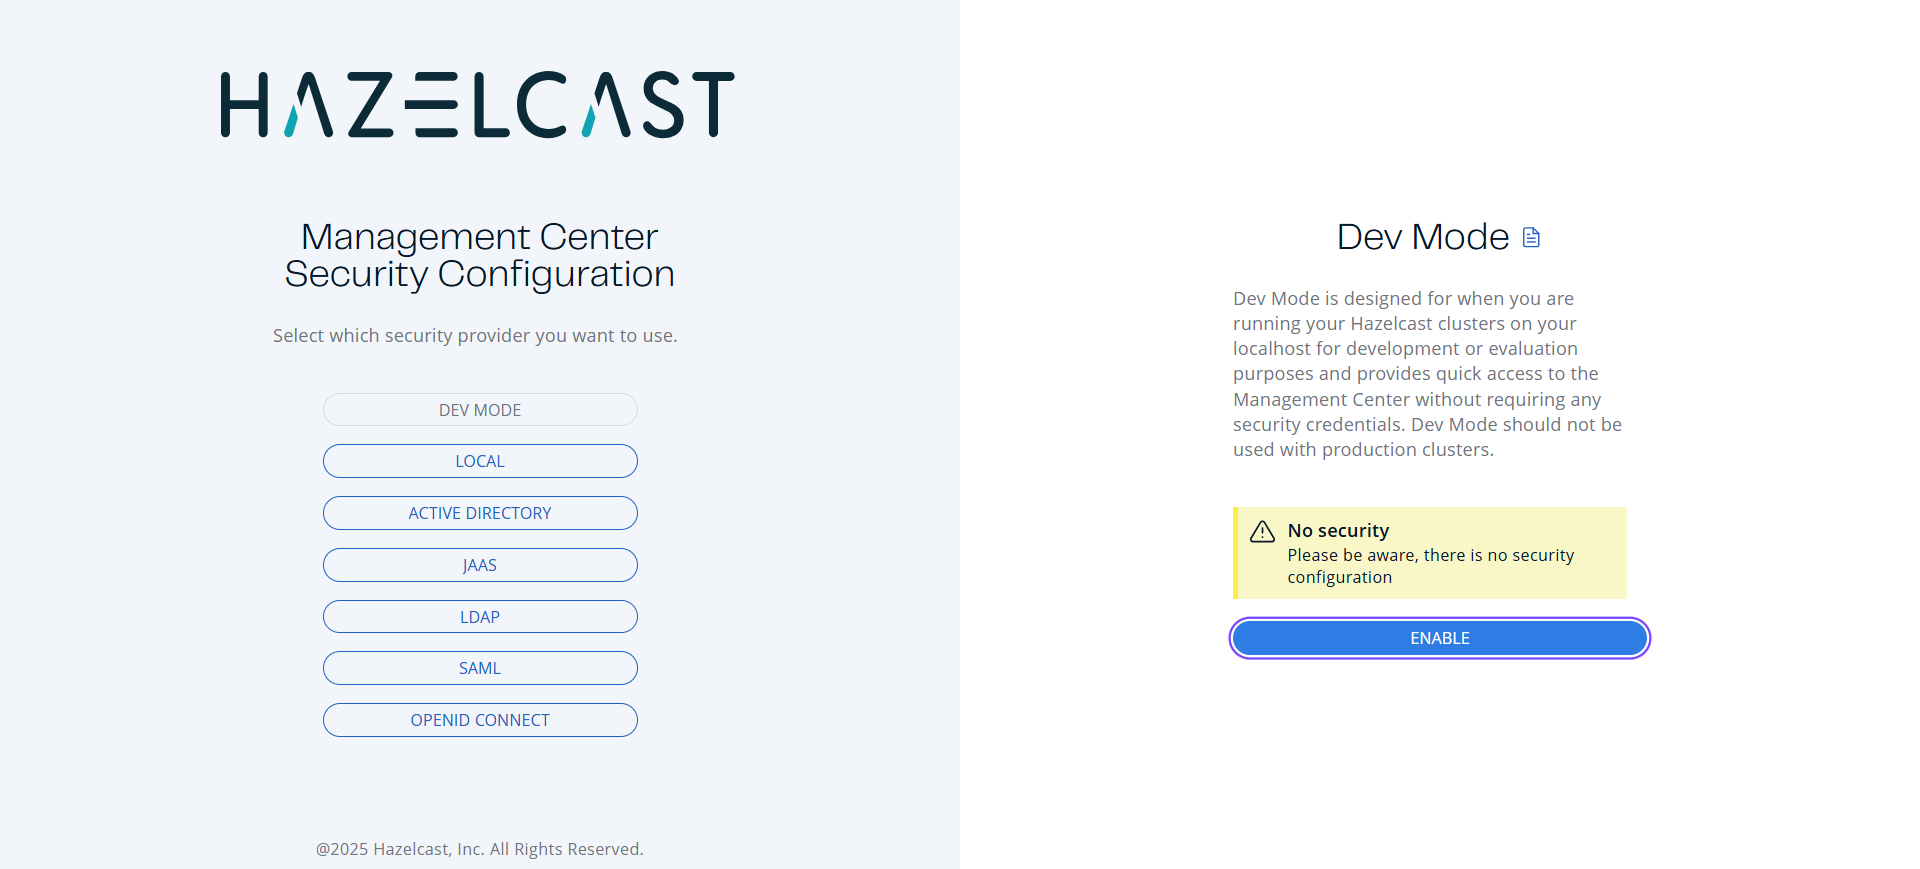 HAZELCAST
Management Center
Security Configuration
Select which security provider you want to use.
DEV MODE
LOCAL
ACTIVE DIRECTORY
JAAS
LDAP
SAML
OPENID CONNECT
@2025 Hazelcast, Inc. All Rights Reserved.
Dev Mode
Dev Mode is designed for when you are
running your Hazelcast clusters on your
localhost for development or evaluation
purposes and provides quick access to the
Management Center without requiring any
security credentials. Dev Mode should not be
used with production clusters.
No security
Please be aware, there is no security
configuration
ENABLE